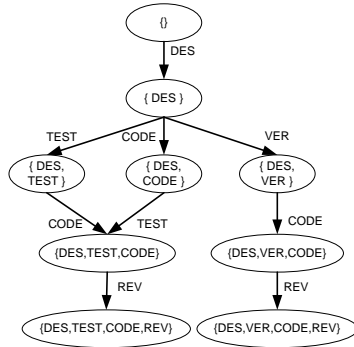 {}
DES
{ DES }
TEST
CODE
VER
{ DES,
TEST }
{ DES,
CODE }
{ DES,
VER }
CODE
TEST
CODE
{DES,TEST,CODE}
{DES,VER,CODE}
REV
REV
{DES,TEST,CODE,REV}
{DES,VER,CODE,REV}